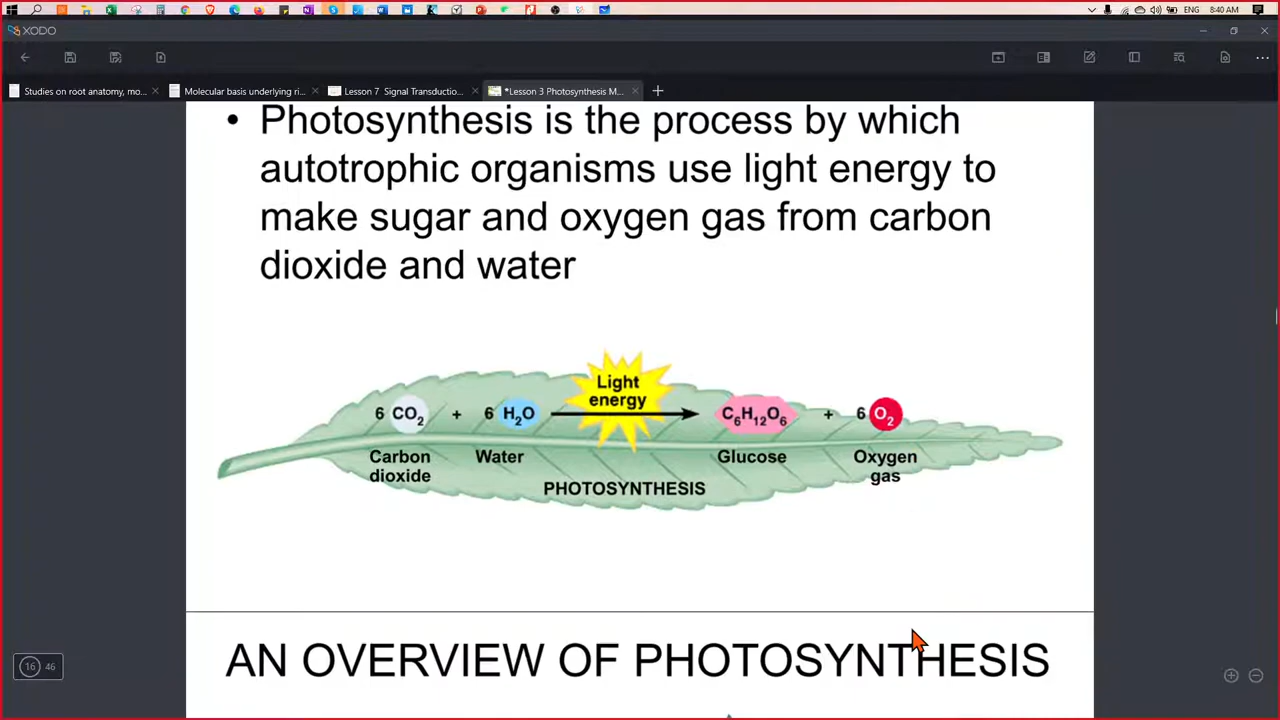 ENG 8:40 AM
XODO
Studies on root anatomy, mo... Molecular basis underlying ri... Lesson 7 Signal Transductio... *Lesson 3 Photosynthesis M...
• Photosynthesis is the process by which
autotrophic organisms use light energy to
make sugar and oxygen gas from carbon
dioxide and water
Light
energy
6 CO₂ + 6 H₂O C₆H₁₂O₆ + 6 O₂
Carbon
dioxide
Water
Glucose
Oxygen
gas
PHOTOSYNTHESIS
16 46
AN OVERVIEW OF PHOTOSYNTHESIS